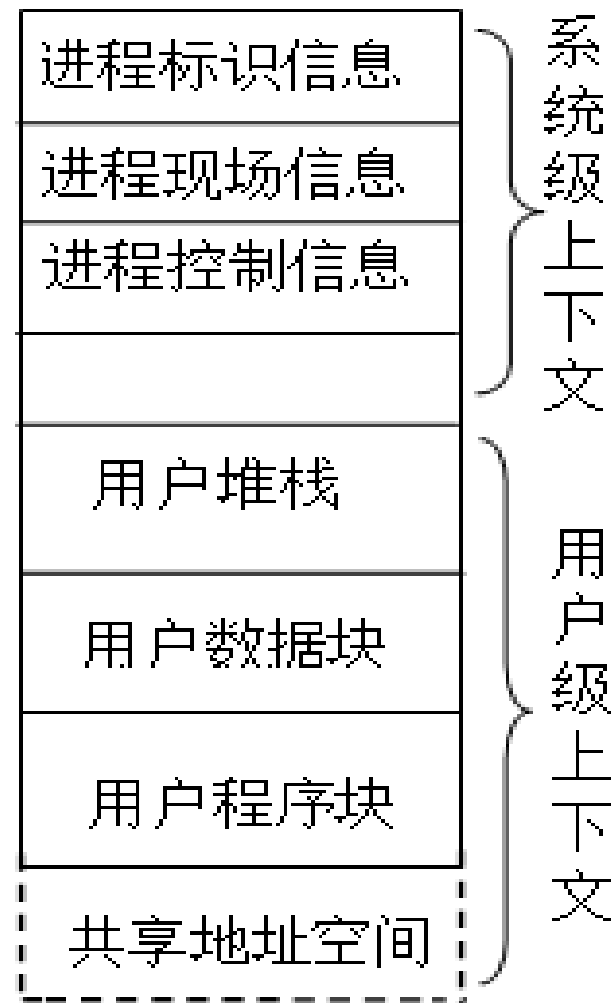 进程标识信息
进程现场信息
进程控制信息
系统级上下文
用户堆栈
用户数据块
用户程序块
共享地址空间
用户级上下文